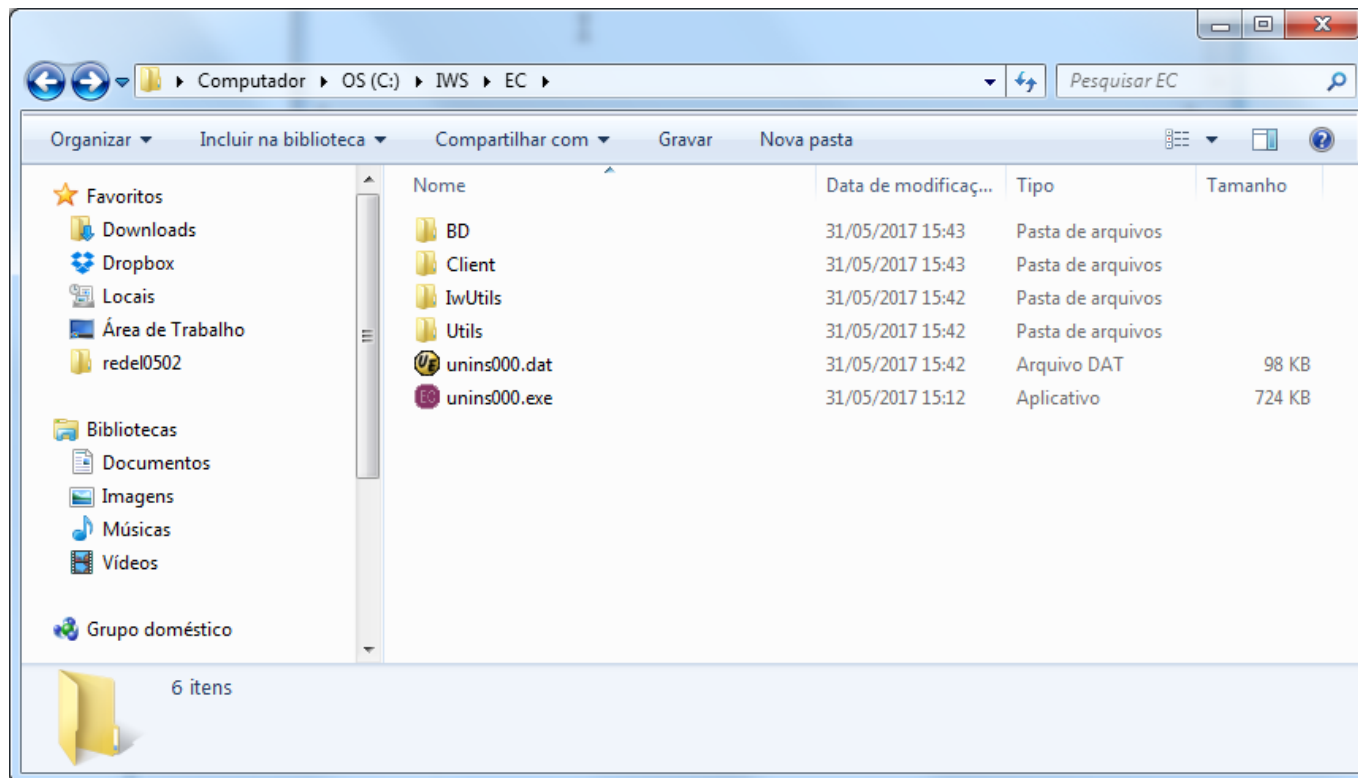 Computador OS (C:) IWS EC Pesquisar EC
Organizar Incluir na biblioteca Compartilhar com Gravar Nova pasta
Favoritos
Downloads
Dropbox
Locais
Área de Trabalho
redel0502
Bibliotecas
Documentos
Imagens
Músicas
Vídeos
Grupo doméstico
Nome Data de modificaç... Tipo Tamanho
BD 31/05/2017 15:43 Pasta de arquivos
Client 31/05/2017 15:43 Pasta de arquivos
IwUtils 31/05/2017 15:42 Pasta de arquivos
Utils 31/05/2017 15:42 Pasta de arquivos
unins000.dat 31/05/2017 15:42 Arquivo DAT 98 KB
unins000.exe 31/05/2017 15:12 Aplicativo 724 KB
6 itens